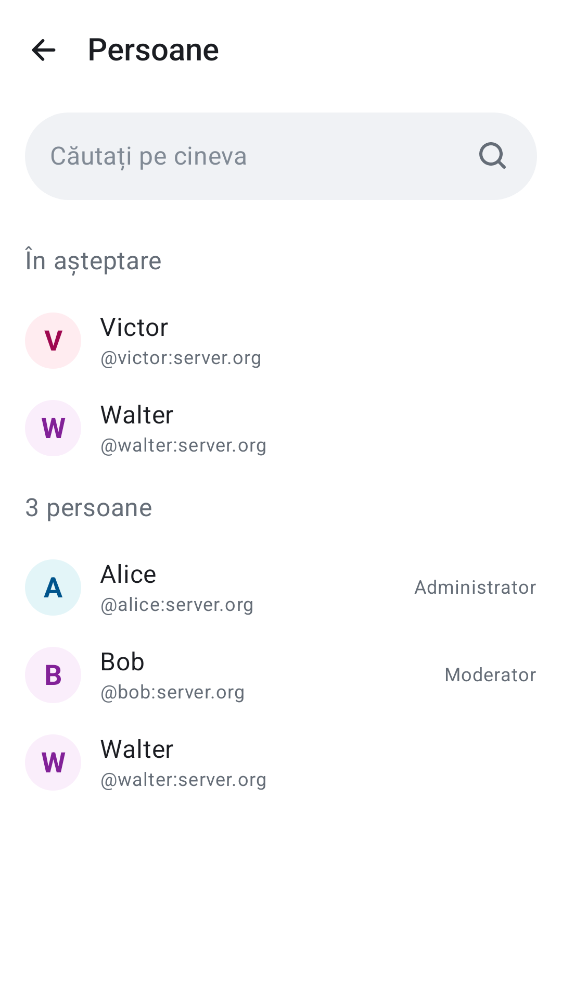 Persoane
Căutați pe cineva
În așteptare
V
Victor
@victor:server.org
W
Walter
@walter:server.org
3 persoane
A
Alice
@alice:server.org
Administrator
B
Bob
@bob:server.org
Moderator
W
Walter
@walter:server.org